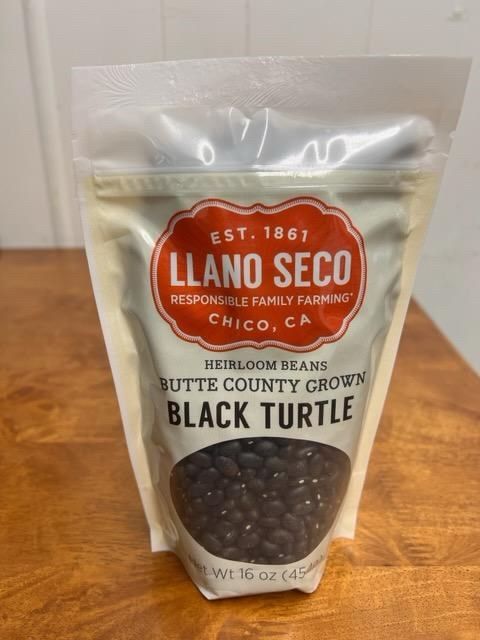 EST. 1861
LLANO SECO
RESPONSIBLE FAMILY FARMING
CHICO, CA
HEIRLOOM BEANS
BUTTE COUNTY GROWN
BLACK TURTLE
Net Wt 16 oz